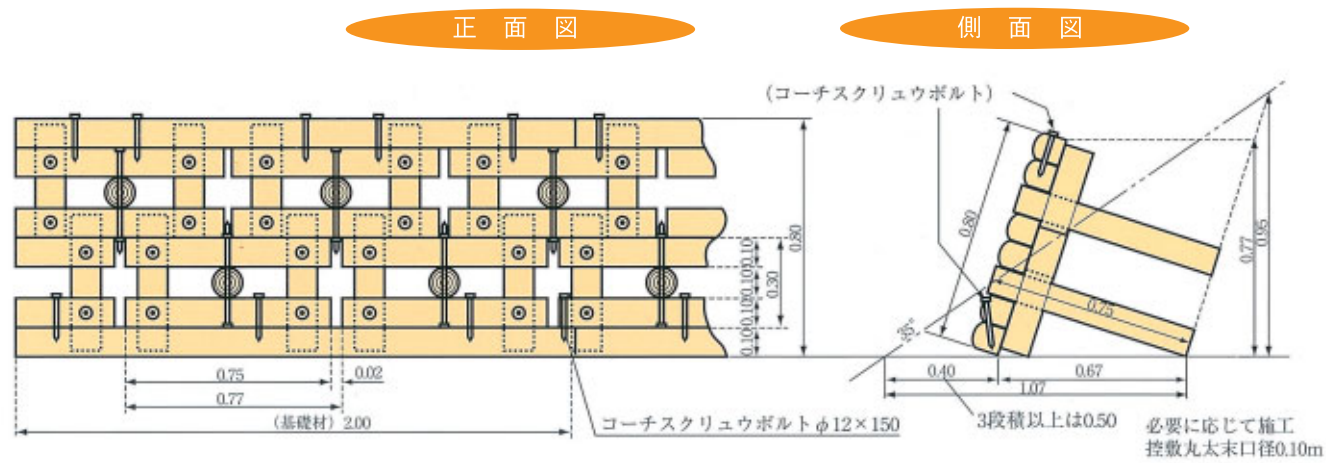 正面図
側面図
(コーチスクリュウボルト)
0.80
0.10
0.10
0.10
0.10
0.30
0.75
0.02
0.77
(基礎材) 2.00
コーチスクリュウボルトφ12×150
0.80
35°
0.75
0.77
0.95
0.40
0.67
1.07
3段積以上は0.50
必要に応じて施工
控敷丸太末口径0.10m